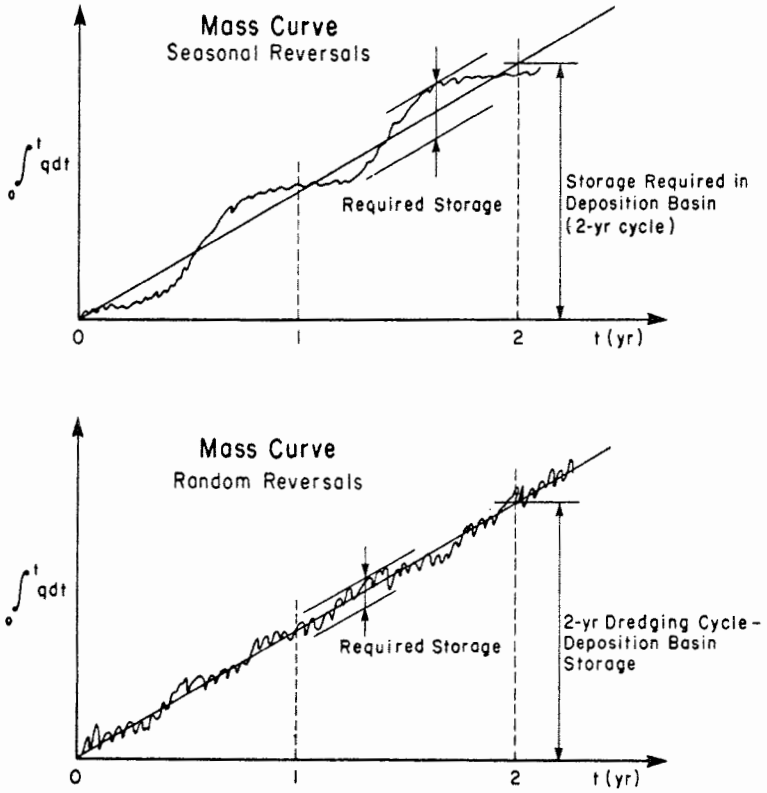 Mass Curve
Seasonal Reversals
∫₀ᵗ qdt
Required Storage
Storage Required in
Deposition Basin
(2-yr cycle)
0
1
2
t (yr)
Mass Curve
Random Reversals
∫₀ᵗ qdt
Required Storage
2-yr Dredging Cycle-
Deposition Basin
Storage
0
1
2
t (yr)